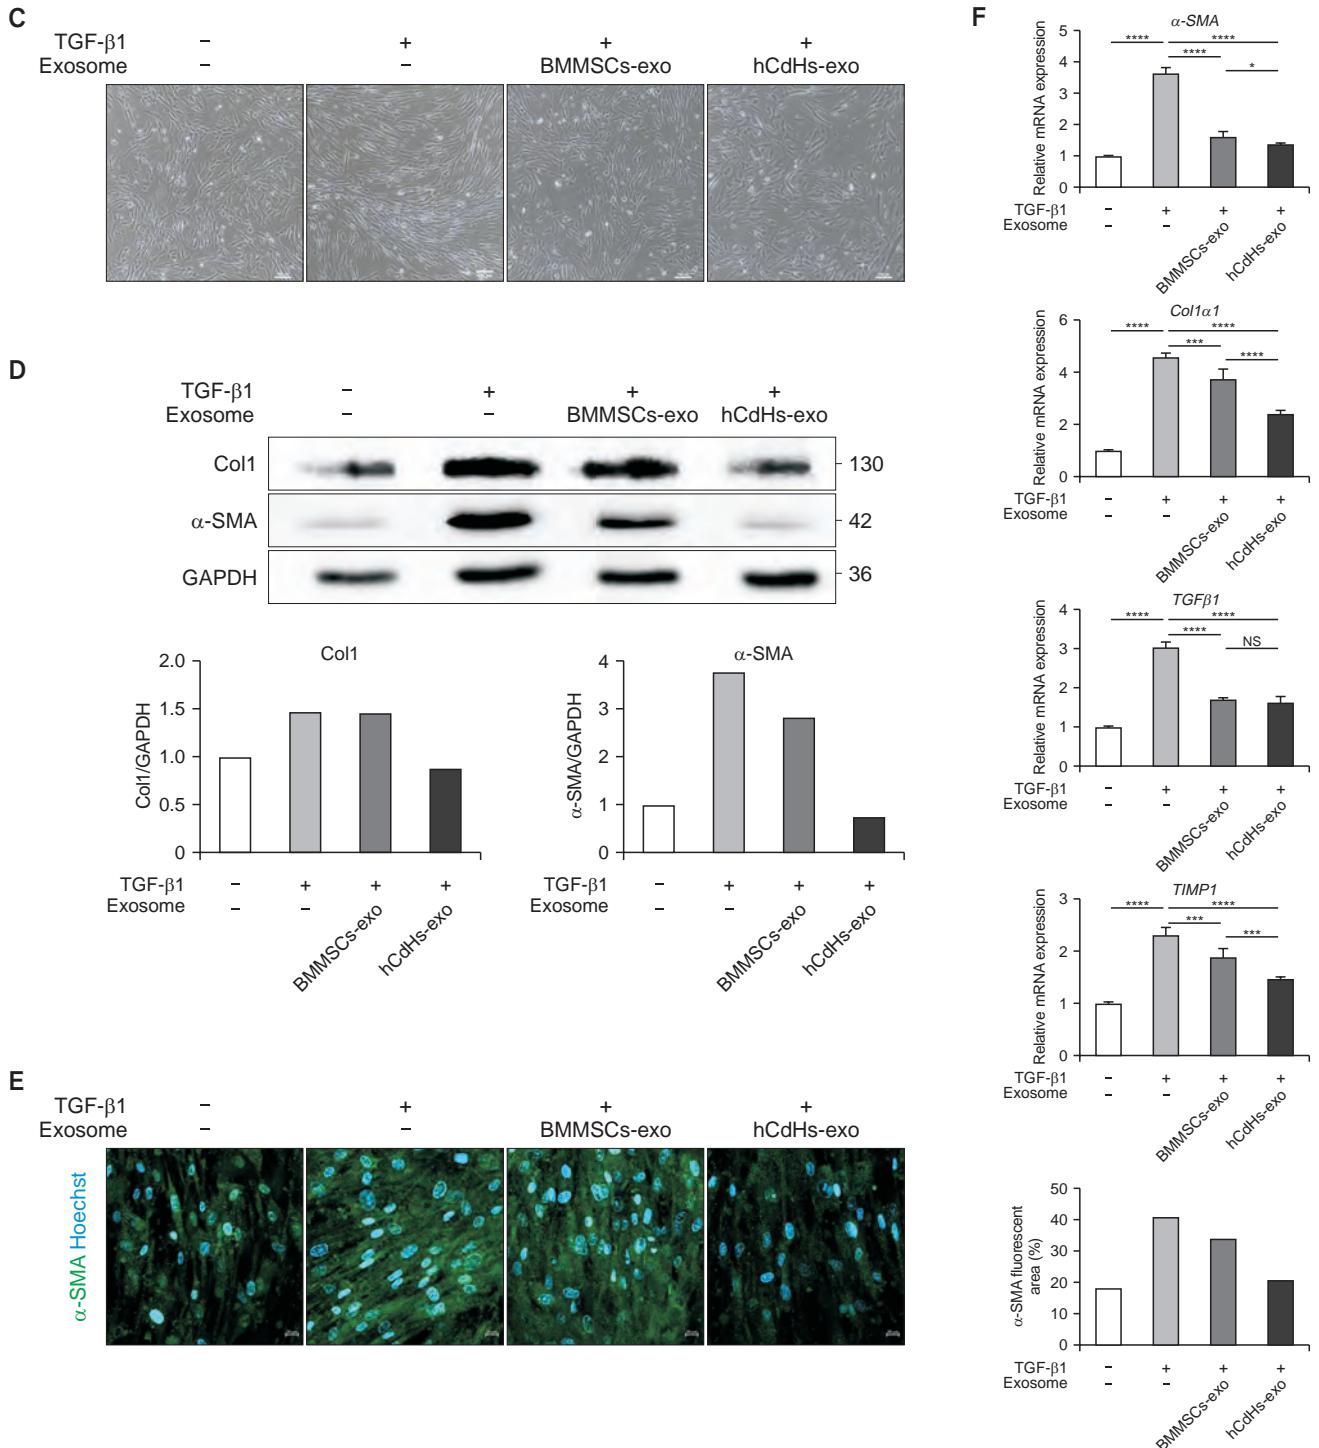 C
TGF-β1 – + + +
Exosome – – BMMSCs-exo hCdHs-exo
D
TGF-β1 – + + +
Exosome – – BMMSCs-exo hCdHs-exo
Col1 130
α-SMA 42
GAPDH 36
Col1
Col1/GAPDH
2.0
1.5
1.0
0.5
0
TGF-β1 – + + +
Exosome – – BMMSCs-exo hCdHs-exo
α-SMA
α-SMA/GAPDH
4
3
2
1
0
TGF-β1 – + + +
Exosome – – BMMSCs-exo hCdHs-exo
E
TGF-β1 – + + +
Exosome – – BMMSCs-exo hCdHs-exo
α-SMA Hoechst
F
α-SMA
Relative mRNA expression
5
4
3
2
1
0
**** ****
****
*
TGF-β1 – + + +
Exosome – – BMMSCs-exo hCdHs-exo
Col1α1
Relative mRNA expression
6
4
2
0
**** ****
***
****
TGF-β1 – + + +
Exosome – – BMMSCs-exo hCdHs-exo
TGFβ1
Relative mRNA expression
4
3
2
1
0
**** ****
****
NS
TGF-β1 – + + +
Exosome – – BMMSCs-exo hCdHs-exo
TIMP1
Relative mRNA expression
3
2
1
0
**** ****
***
***
TGF-β1 – + + +
Exosome – – BMMSCs-exo hCdHs-exo
α-SMA fluorescent
area (%)
50
40
30
20
10
0
TGF-β1 – + + +
Exosome – – BMMSCs-exo hCdHs-exo